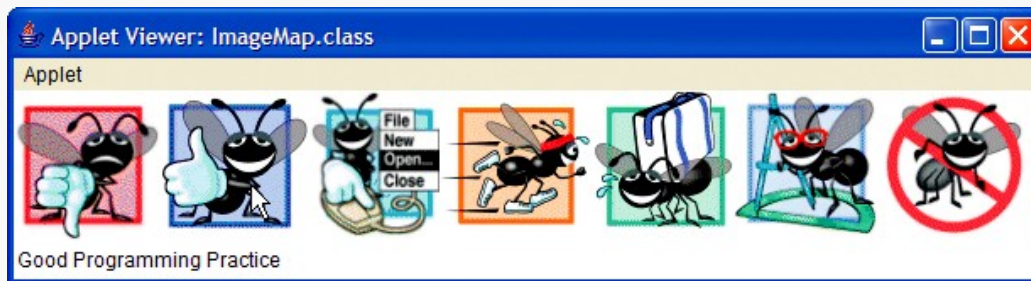 Applet Viewer: ImageMap.class
Applet
File
New
Open...
Close
Good Programming Practice